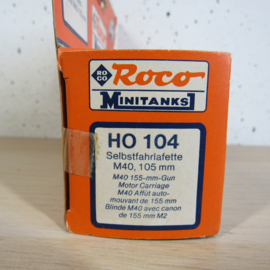 ROCO
Roco
MINITANKS
HO 104
Selbstfahrlafette
M40, 105 mm
M40 155-mm-Gun
Motor Carriage
M40 Affût auto-
mouvant de 155 mm
Blindé M40 avec canon
de 155 mm M2